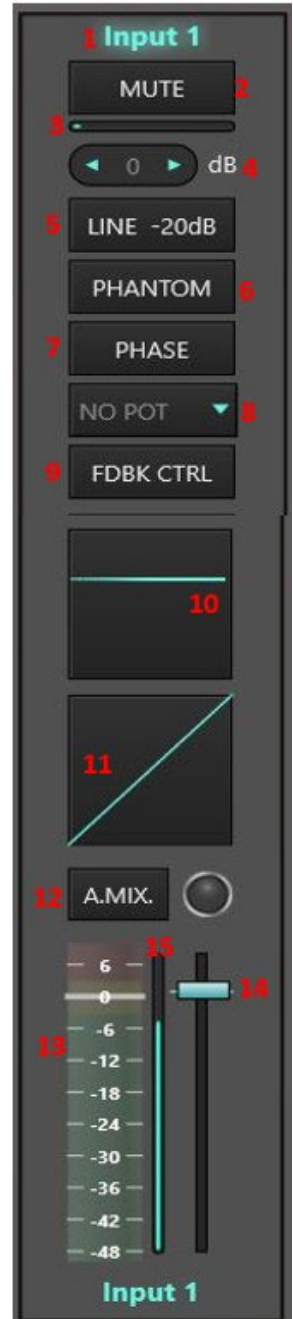 1 Input 1
MUTE 2
3
◄ 0 ► dB 4
5 LINE -20dB
PHANTOM 6
7 PHASE
NO POT ▼ 8
9 FDBK CTRL
10
11
12 A.MIX.
15
6
0 14
-6
13 -12
-18
-24
-30
-36
-42
-48
Input 1